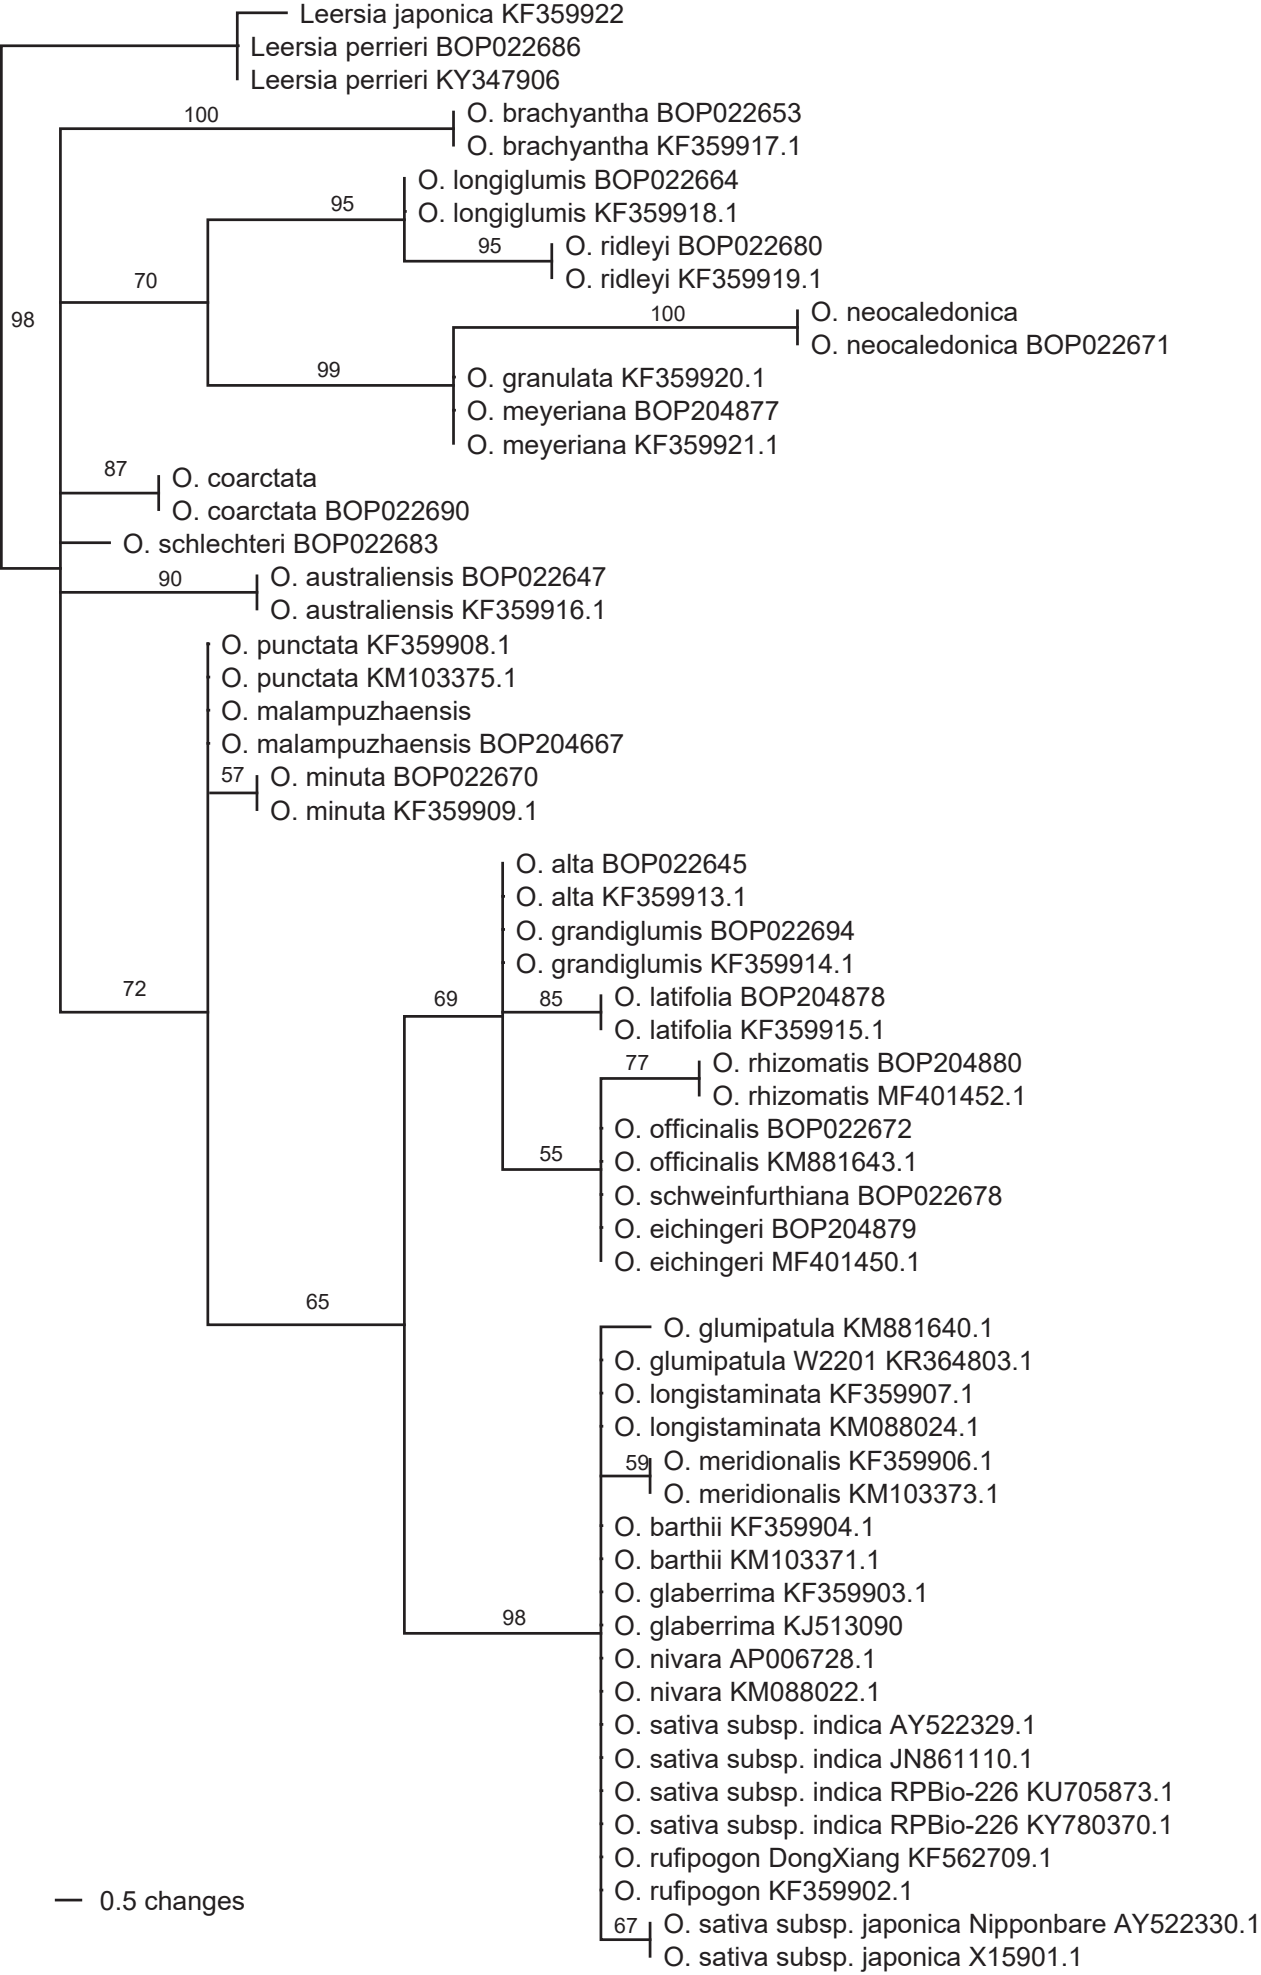 Leersia japonica KF359922
Leersia perrieri BOP022686
Leersia perrieri KY347906
100
O. brachyantha BOP022653
O. brachyantha KF359917.1
O. longiglumis BOP022664
95
O. longiglumis KF359918.1
95
O. ridleyi BOP022680
O. ridleyi KF359919.1
70
98
100
O. neocaledonica
O. neocaledonica BOP022671
99
O. granulata KF359920.1
O. meyeriana BOP204877
O. meyeriana KF359921.1
87
O. coarctata
O. coarctata BOP022690
O. schlechteri BOP022683
90
O. australiensis BOP022647
O. australiensis KF359916.1
O. punctata KF359908.1
O. punctata KM103375.1
O. malampuzhaensis
O. malampuzhaensis BOP204667
57
O. minuta BOP022670
O. minuta KF359909.1
O. alta BOP022645
O. alta KF359913.1
O. grandiglumis BOP022694
O. grandiglumis KF359914.1
72
69
85
O. latifolia BOP204878
O. latifolia KF359915.1
77
O. rhizomatis BOP204880
O. rhizomatis MF401452.1
O. officinalis BOP022672
55
O. officinalis KM881643.1
O. schweinfurthiana BOP022678
O. eichingeri BOP204879
O. eichingeri MF401450.1
65
O. glumipatula KM881640.1
O. glumipatula W2201 KR364803.1
O. longistaminata KF359907.1
O. longistaminata KM088024.1
59
O. meridionalis KF359906.1
O. meridionalis KM103373.1
O. barthii KF359904.1
O. barthii KM103371.1
O. glaberrima KF359903.1
98
O. glaberrima KJ513090
O. nivara AP006728.1
O. nivara KM088022.1
O. sativa subsp. indica AY522329.1
O. sativa subsp. indica JN861110.1
O. sativa subsp. indica RPBio-226 KU705873.1
O. sativa subsp. indica RPBio-226 KY780370.1
O. rufipogon DongXiang KF562709.1
O. rufipogon KF359902.1
0.5 changes
67
O. sativa subsp. japonica Nipponbare AY522330.1
O. sativa subsp. japonica X15901.1